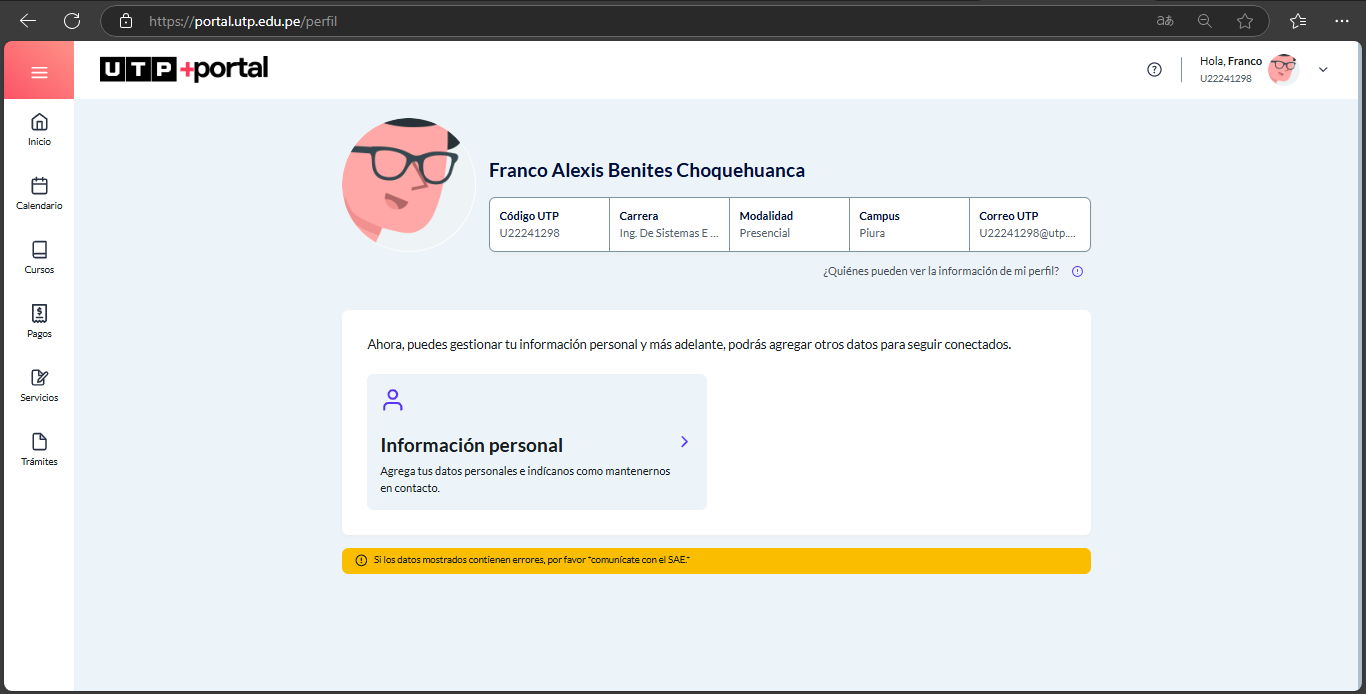 https://portal.utp.edu.pe/perfil
UTP+portal
Hola, Franco
U22241298
Inicio
Calendario
Cursos
Pagos
Servicios
Trámites
Franco Alexis Benites Choquehuanca
Código UTP
U22241298
Carrera
Ing. De Sistemas E ...
Modalidad
Presencial
Campus
Piura
Correo UTP
U22241298@utp....
¿Quiénes pueden ver la información de mi perfil?
Ahora, puedes gestionar tu información personal y más adelante, podrás agregar otros datos para seguir conectados.
Información personal
Agrega tus datos personales e indícanos como mantenernos
en contacto.
Si los datos mostrados contienen errores, por favor "comunícate con el SAE."